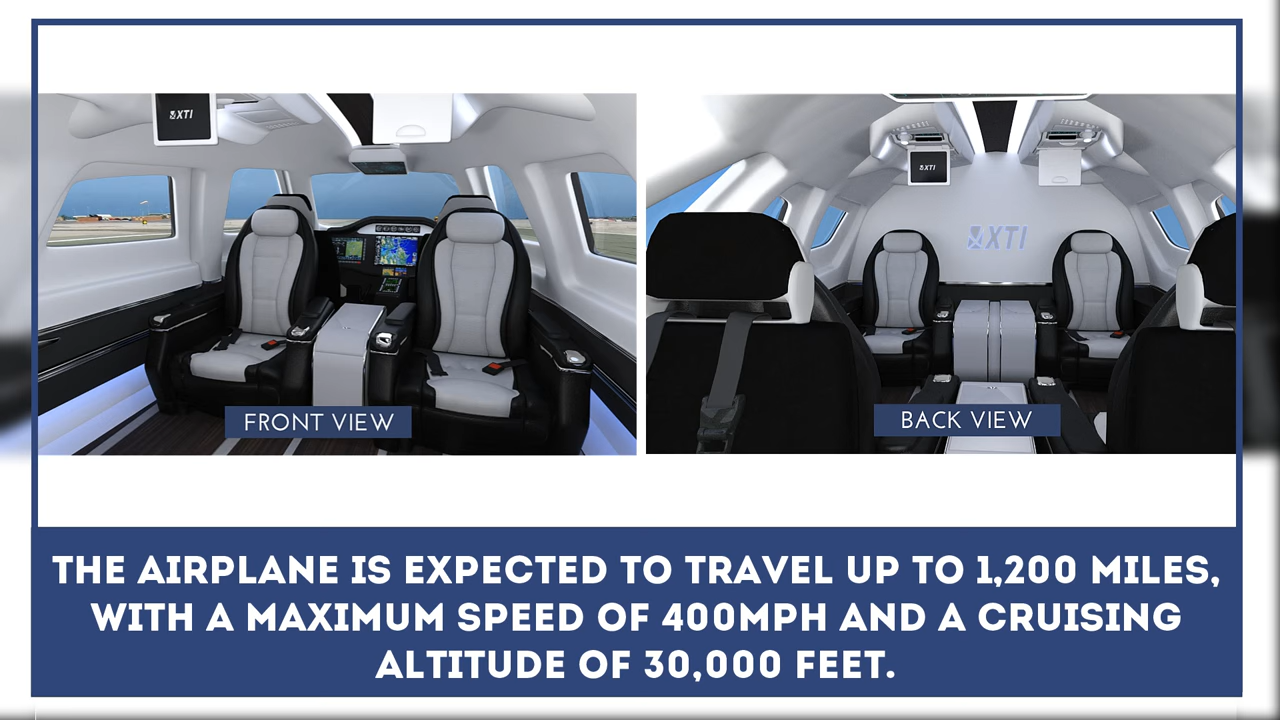 XTI
FRONT VIEW
XTI
XTI
BACK VIEW
THE AIRPLANE IS EXPECTED TO TRAVEL UP TO 1,200 MILES,
WITH A MAXIMUM SPEED OF 400MPH AND A CRUISING
ALTITUDE OF 30,000 FEET.